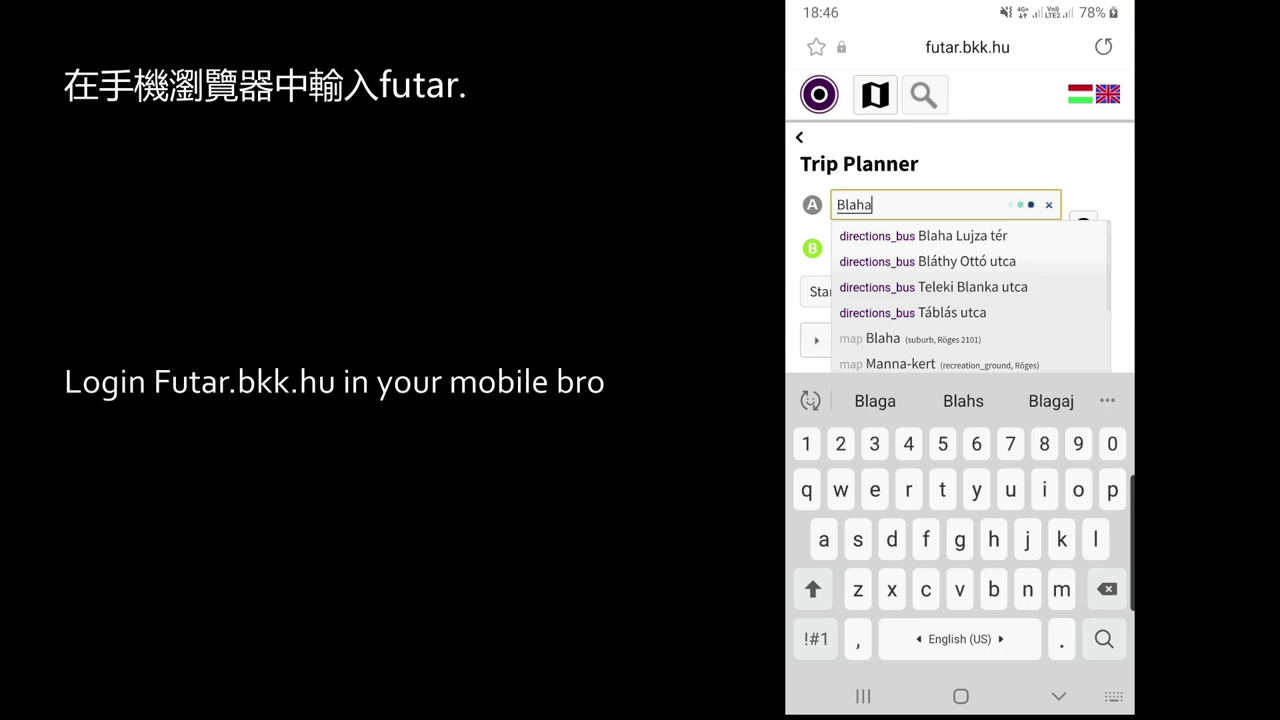 在手機瀏覽器中輸入futar.
Login Futar.bkk.hu in your mobile bro
18:46
4G+
Vo))
LTE2
78%
futar.bkk.hu
Trip Planner
A
Blaha
×
B
directions_bus Blaha Lujza tér
directions_bus Bláthy Ottó utca
directions_bus Teleki Blanka utca
directions_bus Táblás utca
map Blaha (suburb, Röges 2101)
map Manna-kert (recreation_ground, Röges)
Blaga Blahs Blagaj ...
1 2 3 4 5 6 7 8 9 0
q w e r t y u i o p
a s d f g h j k l
z x c v b n m
!#1 , English (US) .